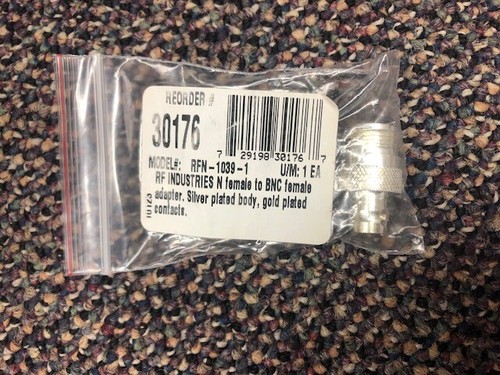 REORDER #
30176
7 29198 30176 7
MODEL#: RFN-1039-1 U/M: 1 EA
RF INDUSTRIES N female to BNC female
adapter. Silver plated body, gold plated
contacts.
10123